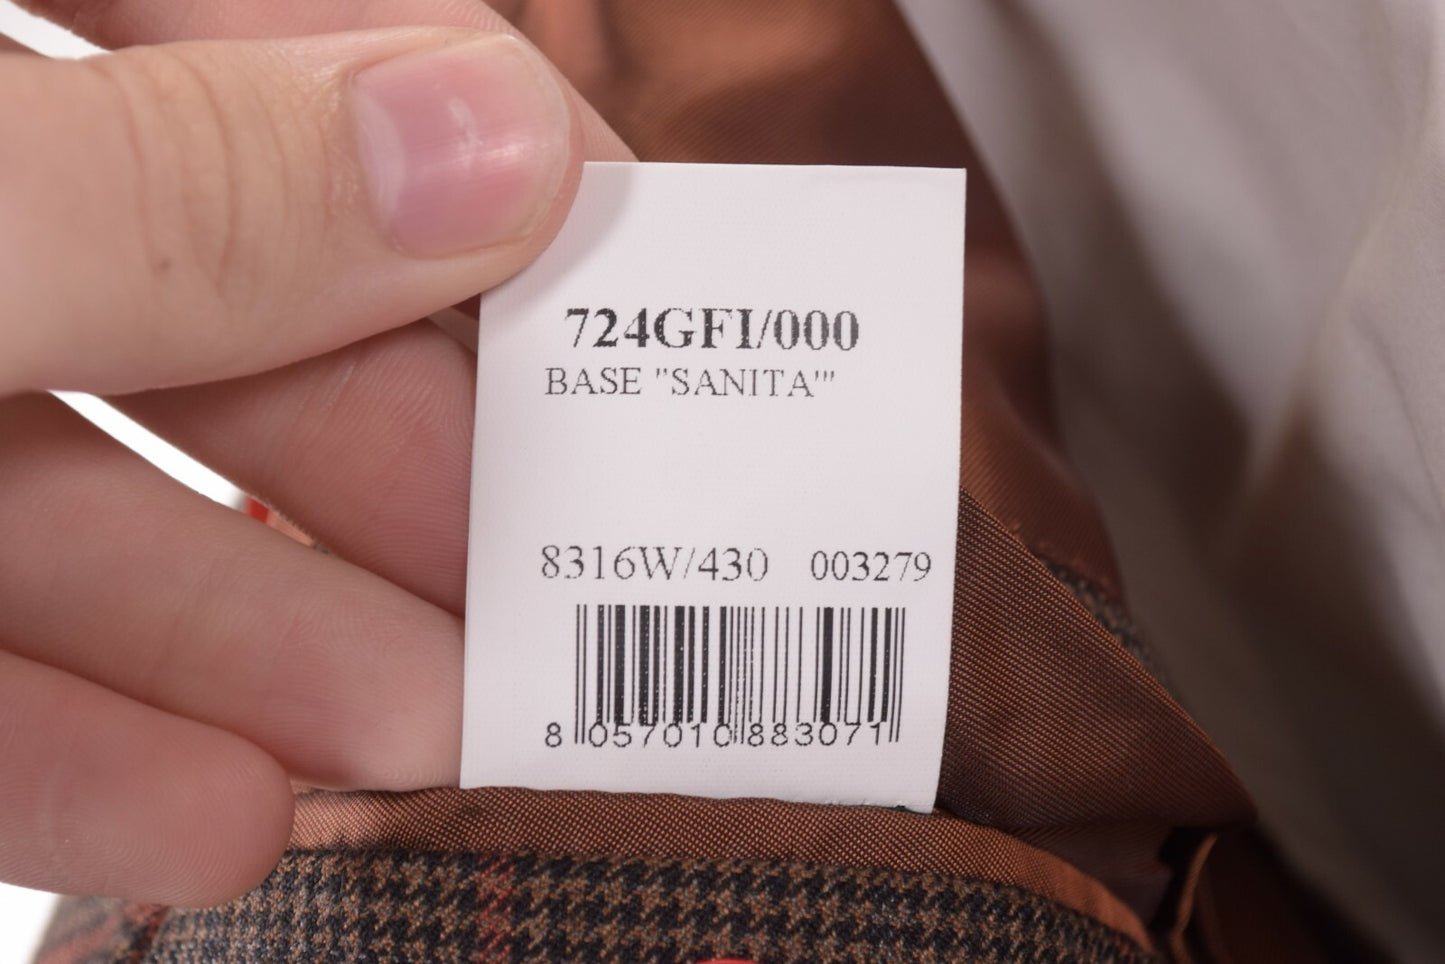 724GFI/000
BASE "SANITA'"
8316W/430 003279
8 057010 883071